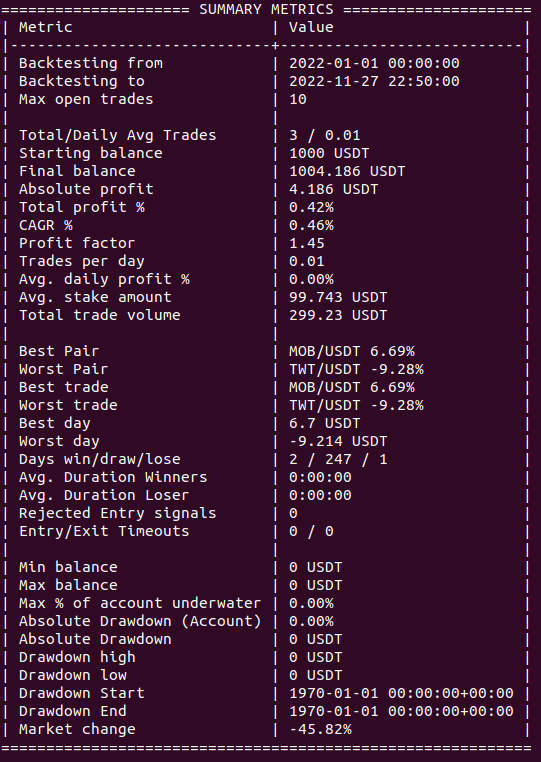 ===================== SUMMARY METRICS =====================
| Metric                      | Value                     |
|-----------------------------+---------------------------|
| Backtesting from            | 2022-01-01 00:00:00       |
| Backtesting to              | 2022-11-27 22:50:00       |
| Max open trades             | 10                        |
|                             |                           |
| Total/Daily Avg Trades      | 3 / 0.01                  |
| Starting balance            | 1000 USDT                 |
| Final balance               | 1004.186 USDT             |
| Absolute profit             | 4.186 USDT                |
| Total profit %              | 0.42%                     |
| CAGR %                      | 0.46%                     |
| Profit factor               | 1.45                      |
| Trades per day              | 0.01                      |
| Avg. daily profit %         | 0.00%                     |
| Avg. stake amount           | 99.743 USDT               |
| Total trade volume          | 299.23 USDT               |
|                             |                           |
| Best Pair                   | MOB/USDT 6.69%            |
| Worst Pair                  | TWT/USDT -9.28%           |
| Best trade                  | MOB/USDT 6.69%            |
| Worst trade                 | TWT/USDT -9.28%           |
| Best day                    | 6.7 USDT                  |
| Worst day                   | -9.214 USDT               |
| Days win/draw/lose          | 2 / 247 / 1               |
| Avg. Duration Winners       | 0:00:00                   |
| Avg. Duration Loser         | 0:00:00                   |
| Rejected Entry signals      | 0                         |
| Entry/Exit Timeouts         | 0 / 0                     |
|                             |                           |
| Min balance                 | 0 USDT                    |
| Max balance                 | 0 USDT                    |
| Max % of account underwater | 0.00%                     |
| Absolute Drawdown (Account) | 0.00%                     |
| Absolute Drawdown           | 0 USDT                    |
| Drawdown high               | 0 USDT                    |
| Drawdown low                | 0 USDT                    |
| Drawdown Start              | 1970-01-01 00:00:00+00:00 |
| Drawdown End                | 1970-01-01 00:00:00+00:00 |
| Market change               | -45.82%                   |
===========================================================